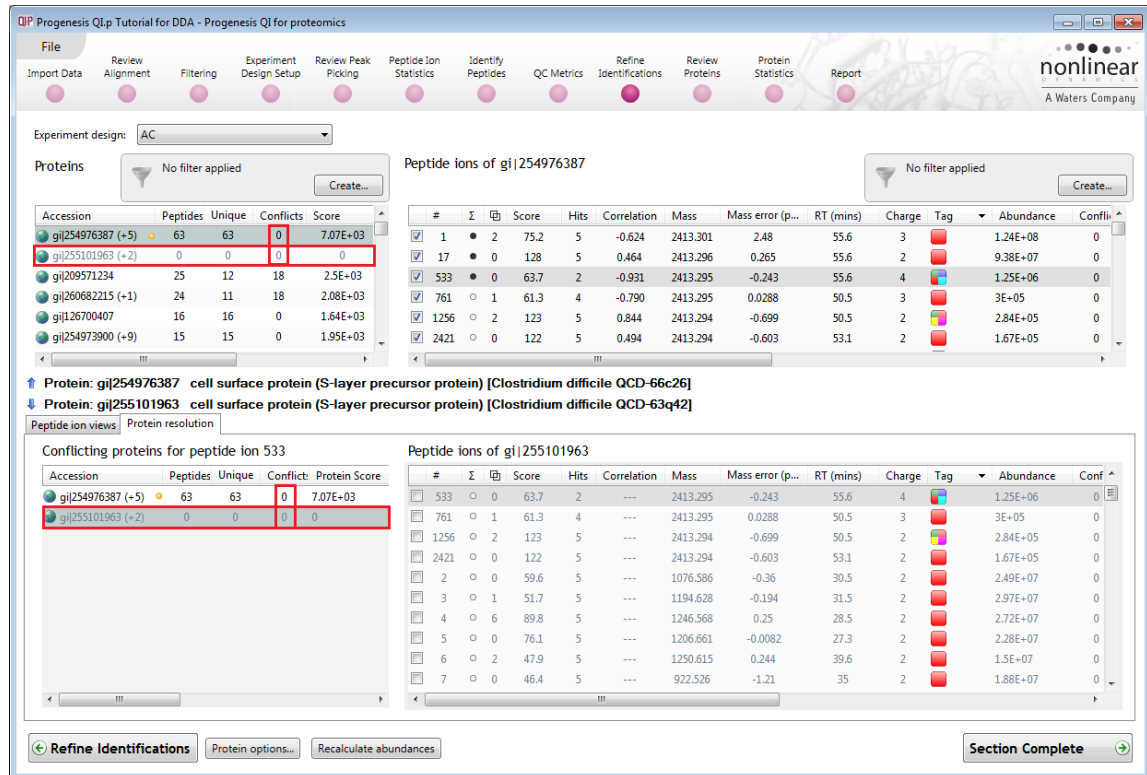 QIP Progenesis QI.p Tutorial for DDA - Progenesis QI for proteomics
File
Import Data
Review Alignment
Filtering
Experiment Design Setup
Review Peak Picking
Peptide Ion Statistics
Identify Peptides
QC Metrics
Refine Identifications
Review Proteins
Protein Statistics
Report
nonlinear
DYNAMICS
A Waters Company
Experiment design: AC
Proteins
No filter applied
Create...
Accession Peptides Unique Conflicts Score
gi|254976387 (+5) 63 63 0 7.07E+03
gi|255101963 (+2) 0 0 0 0
gi|209571234 25 12 18 2.5E+03
gi|260682215 (+1) 24 11 18 2.08E+03
gi|126700407 16 16 0 1.64E+03
gi|254973900 (+9) 15 15 0 1.95E+03
Peptide ions of gi|254976387
No filter applied
Create...
# Σ Score Hits Correlation Mass Mass error (p... RT (mins) Charge Tag Abundance Confli
1 2 75.2 5 -0.624 2413.301 2.48 55.6 3 1.24E+08 0
17 0 128 5 0.464 2413.296 0.265 55.6 2 9.38E+07 0
533 0 63.7 2 -0.931 2413.295 -0.243 55.6 4 1.25E+06 0
761 1 61.3 4 -0.790 2413.295 0.0288 50.5 3 3E+05 0
1256 2 123 5 0.844 2413.294 -0.699 50.5 2 2.84E+05 0
2421 0 122 5 0.494 2413.294 -0.603 53.1 2 1.67E+05 0
Protein: gi|254976387 cell surface protein (S-layer precursor protein) [Clostridium difficile QCD-66c26]
Protein: gi|255101963 cell surface protein (S-layer precursor protein) [Clostridium difficile QCD-63q42]
Peptide ion views Protein resolution
Conflicting proteins for peptide ion 533
Accession Peptides Unique Conflict: Protein Score
gi|254976387 (+5) 63 63 0 7.07E+03
gi|255101963 (+2) 0 0 0 0
Peptide ions of gi|255101963
# Σ Score Hits Correlation Mass Mass error (p... RT (mins) Charge Tag Abundance Conf
533 0 63.7 2 --- 2413.295 -0.243 55.6 4 1.25E+06 0
761 1 61.3 4 --- 2413.295 0.0288 50.5 3 3E+05 0
1256 2 123 5 --- 2413.294 -0.699 50.5 2 2.84E+05 0
2421 0 122 5 --- 2413.294 -0.603 53.1 2 1.67E+05 0
2 0 59.6 5 --- 1076.586 -0.36 30.5 2 2.49E+07 0
3 1 51.7 5 --- 1194.628 -0.194 31.5 2 2.97E+07 0
4 6 89.8 5 --- 1246.568 0.25 28.5 2 2.72E+07 0
5 0 76.1 5 --- 1206.661 -0.0082 27.3 2 2.28E+07 0
6 2 47.9 5 --- 1250.615 0.244 39.6 2 1.5E+07 0
7 0 46.4 5 --- 922.526 -1.21 35 2 1.88E+07 0
Refine Identifications
Protein options...
Recalculate abundances
Section Complete